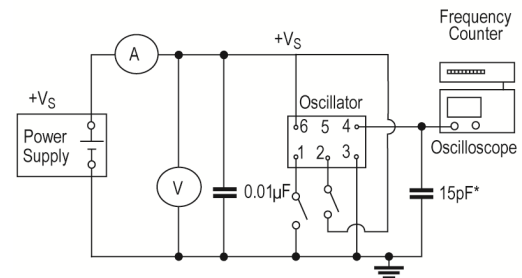 Frequency
Counter
A
+VS
+VS
Oscillator
6 5 4
1 2 3
Power
Supply
V
0.01µF
15pF*
Oscilloscope